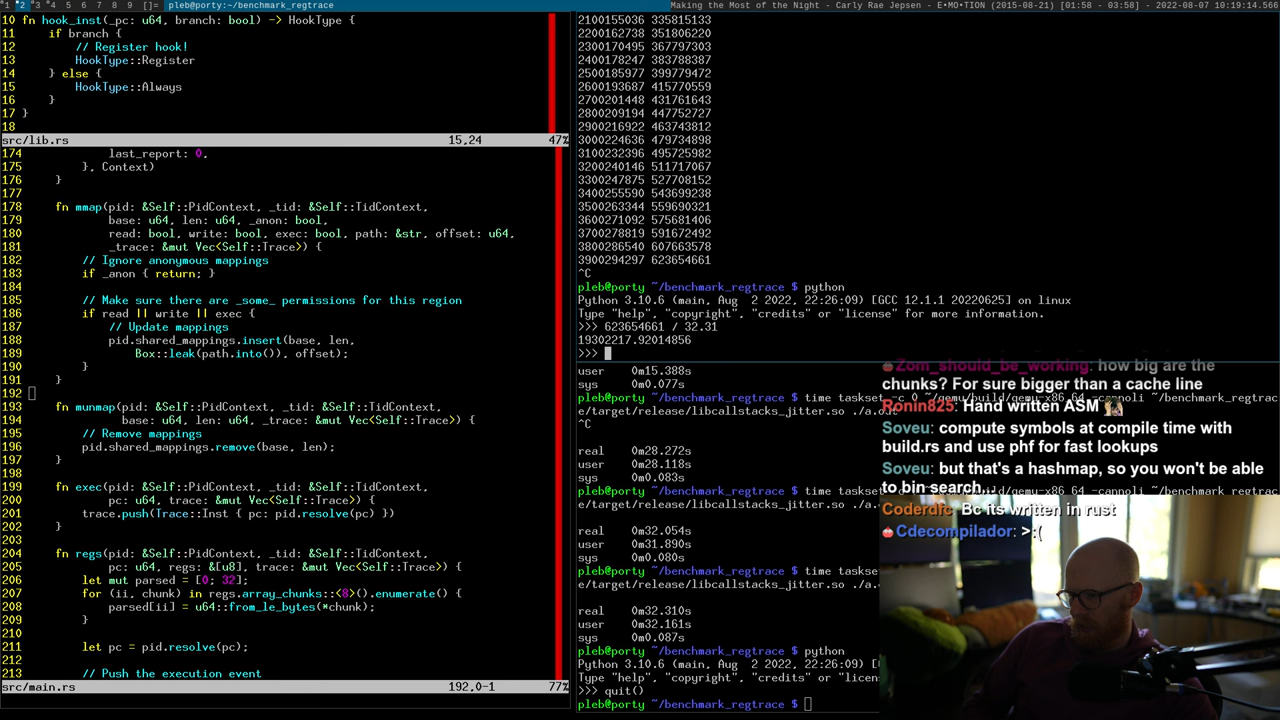 1 2 3 4 5 6 7 8 9 []= pleb@porty:~/benchmark_regtrace
Making the Most of the Night - Carly Rae Jepsen - E•MO•TION (2015-08-21) [01:58 - 03:58] - 2022-08-07 10:19:14.566
10 fn hook_inst(_pc: u64, branch: bool) -> HookType {
11     if branch {
12         // Register hook!
13         HookType::Register
14     } else {
15         HookType::Always
16     }
17 }
18
src/lib.rs 15,24 47%
174             last_report: 0,
175         }, Context)
176     }
177
178     fn mmap(pid: &Self::PidContext, _tid: &Self::TidContext,
179             base: u64, len: u64, _anon: bool,
180             read: bool, write: bool, exec: bool, path: &str, offset: u64,
181             _trace: &mut Vec<Self::Trace>) {
182         // Ignore anonymous mappings
183         if _anon { return; }
184
185         // Make sure there are _some_ permissions for this region
186         if read || write || exec {
187             // Update mappings
188             pid.shared_mappings.insert(base, len,
189                 Box::leak(path.into()), offset);
190         }
191     }
192
193     fn munmap(pid: &Self::PidContext, _tid: &Self::TidContext,
194             base: u64, len: u64, _trace: &mut Vec<Self::Trace>) {
195         // Remove mappings
196         pid.shared_mappings.remove(base, len);
197     }
198
199     fn exec(pid: &Self::PidContext, _tid: &Self::TidContext,
200             pc: u64, trace: &mut Vec<Self::Trace>) {
201         trace.push(Trace::Inst { pc: pid.resolve(pc) })
202     }
203
204     fn regs(pid: &Self::PidContext, _tid: &Self::TidContext,
205             pc: u64, regs: &[u8], trace: &mut Vec<Self::Trace>) {
206         let mut parsed = [0; 32];
207         for (ii, chunk) in regs.array_chunks::<8>().enumerate() {
208             parsed[ii] = u64::from_le_bytes(*chunk);
209         }
210
211         let pc = pid.resolve(pc);
212
213         // Push the execution event
src/main.rs 192,0-1 77%
2100155036 335815133
2200162738 351806220
2300170495 367797303
2400178247 383788387
2500185977 399779472
2600193687 415770559
2700201448 431761643
2800209194 447752727
2900216922 463743812
3000224636 479734898
3100232396 495725982
3200240146 511717067
3300247875 527708152
3400255590 543699238
3500263344 559690321
3600271092 575681406
3700278819 591672492
3800286540 607663578
3900294297 623654661
^C
pleb@porty ~/benchmark_regtrace $ python
Python 3.10.6 (main, Aug  2 2022, 22:26:09) [GCC 12.1.1 20220625] on linux
Type "help", "copyright", "credits" or "license" for more information.
>>> 623654661 / 32.31
19302217.92014856
>>>
user    0m15.388s
sys     0m0.077s
pleb@porty ~/benchmark_regtrace $ time taskset -c 0 ~/qemu/build/qemu-x86_64 -cannoli ~/benchmark_regtrac
e/target/release/libcallstacks_jitter.so ./a.o
^C
real    0m28.272s
user    0m28.118s
sys     0m0.083s
pleb@porty ~/benchmark_regtrace $ time taskset -c 0 ~/qemu/build/qemu-x86_64 -cannoli ~/benchmark_regtrac
e/target/release/libcallstacks_jitter.so ./a.o
real    0m32.054s
user    0m31.890s
sys     0m0.080s
pleb@porty ~/benchmark_regtrace $ time taskset
e/target/release/libcallstacks_jitter.so ./a.o
real    0m32.310s
user    0m32.161s
sys     0m0.087s
pleb@porty ~/benchmark_regtrace $ python
Python 3.10.6 (main, Aug  2 2022, 22:26:09) [
Type "help", "copyright", "credits" or "licens
>>> quit()
pleb@porty ~/benchmark_regtrace $
Zom_should_be_working: how big are the
chunks? For sure bigger than a cache line
Ronin825: Hand written ASM
Soveu: compute symbols at compile time with
build.rs and use phf for fast lookups
Soveu: but that's a hashmap, so you won't be able
to bin search
Coderdfc: Bc its written in rust
Cdecompilador: >:(